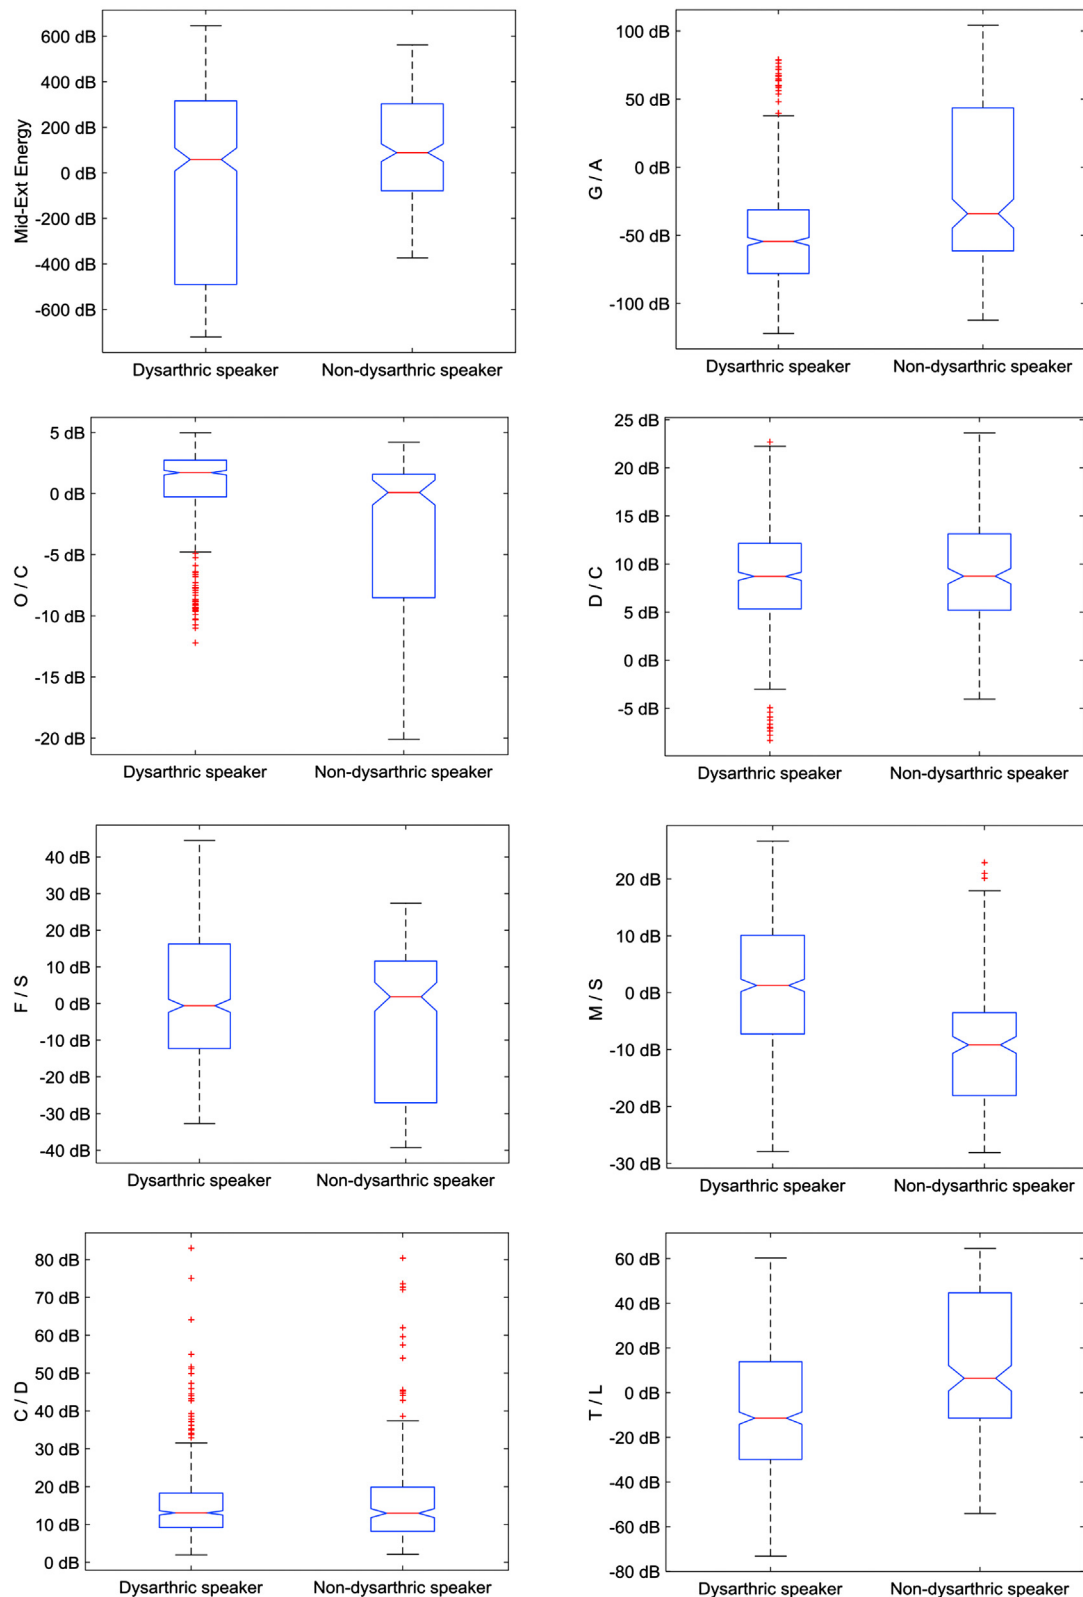 Mid-Ext Energy
600 dB
400 dB
200 dB
0 dB
-200 dB
-400 dB
-600 dB
Dysarthric speaker Non-dysarthric speaker
G / A
100 dB
50 dB
0 dB
-50 dB
-100 dB
Dysarthric speaker Non-dysarthric speaker
O / C
5 dB
0 dB
-5 dB
-10 dB
-15 dB
-20 dB
Dysarthric speaker Non-dysarthric speaker
D / C
25 dB
20 dB
15 dB
10 dB
5 dB
0 dB
-5 dB
Dysarthric speaker Non-dysarthric speaker
F / S
40 dB
30 dB
20 dB
10 dB
0 dB
-10 dB
-20 dB
-30 dB
-40 dB
Dysarthric speaker Non-dysarthric speaker
M / S
20 dB
10 dB
0 dB
-10 dB
-20 dB
-30 dB
Dysarthric speaker Non-dysarthric speaker
C / D
80 dB
70 dB
60 dB
50 dB
40 dB
30 dB
20 dB
10 dB
0 dB
Dysarthric speaker Non-dysarthric speaker
T / L
60 dB
40 dB
20 dB
0 dB
-20 dB
-40 dB
-60 dB
-80 dB
Dysarthric speaker Non-dysarthric speaker